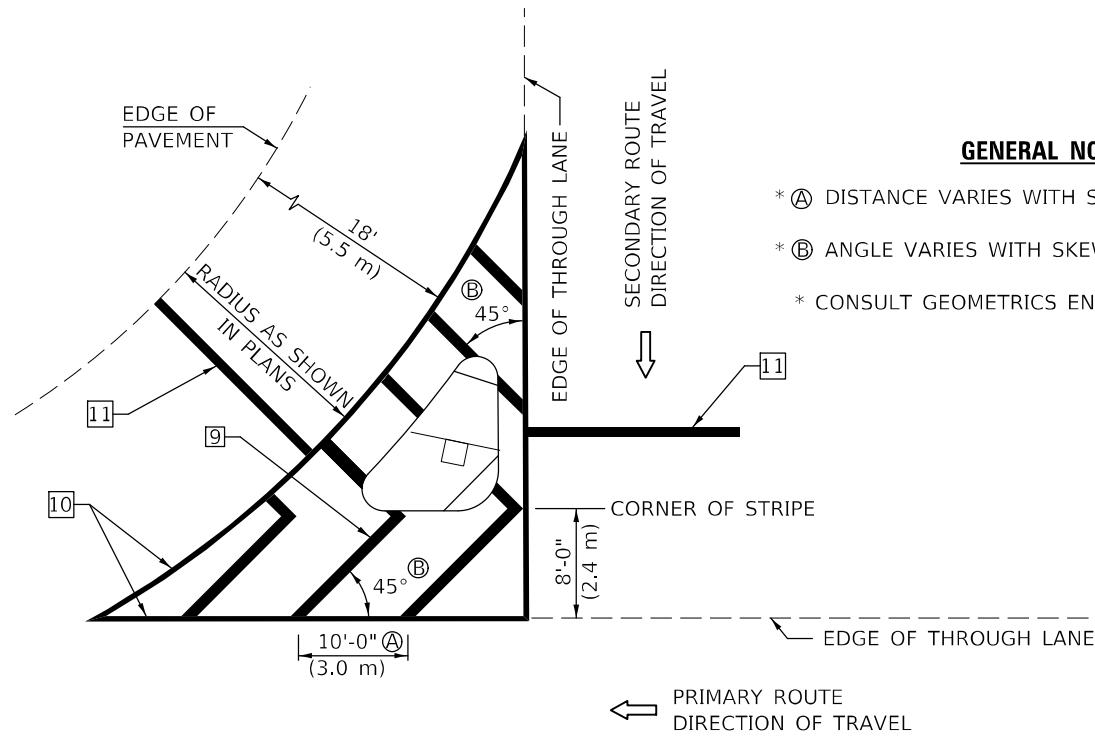 EDGE OF
PAVEMENT
18'
(5.5 m)
RADIUS AS SHOWN
IN PLANS
EDGE OF THROUGH LANE
SECONDARY ROUTE
DIRECTION OF TRAVEL
GENERAL NO
* Ⓐ DISTANCE VARIES WITH S
* Ⓑ ANGLE VARIES WITH SKEW
* CONSULT GEOMETRICS EN
Ⓑ
45°
11
11
9
10
CORNER OF STRIPE
8'-0"
(2.4 m)
45° Ⓑ
10'-0" Ⓐ
(3.0 m)
EDGE OF THROUGH LANE
PRIMARY ROUTE
DIRECTION OF TRAVEL